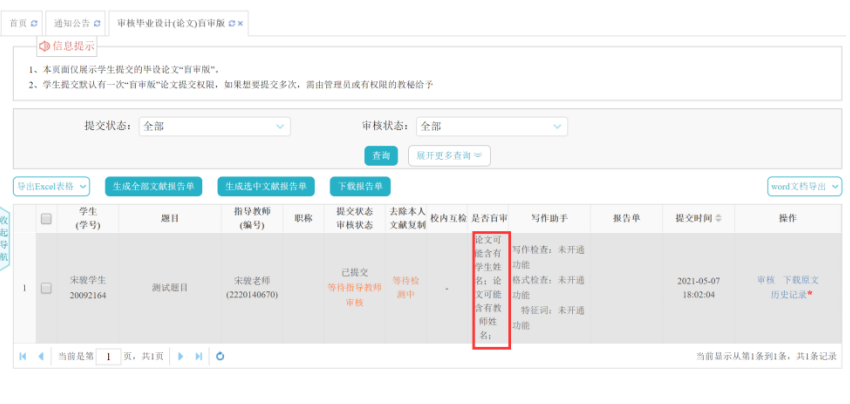 首页 通知公告 审核毕业设计(论文)盲审版
信息提示
1、本页面仅展示学生提交的毕设论文“盲审版”。
2、学生提交默认有一次“盲审版”论文提交权限，如果想要提交多次，需由管理员或有权限的教秘给予
提交状态： 全部 审核状态： 全部
查询 展开更多查询
导出Excel表格 生成全部文献报告单 生成选中文献报告单 下载报告单 word文档导出
收起导航
学生
(学号)
题目
指导教师
(编号)
职称
提交状态
审核状态
去除本人
文献复制
校内互检
是否盲审
写作助手
报告单
提交时间
操作
1
宋骏学生
20092164
测试题目
宋骏老师
(2220140670)
已提交
等待指导教师
审核
等待检
测中
-
论文可
能含有
学生姓
名；论
文可能
含有教
师姓
名；
写作检查：未开通
功能
格式检查：未开通
功能
特征词：未开通
功能
2021-05-07
18:02:04
审核 下载原文
历史记录
当前是第 1 页，共1页 当前显示从第1条到1条，共1条记录